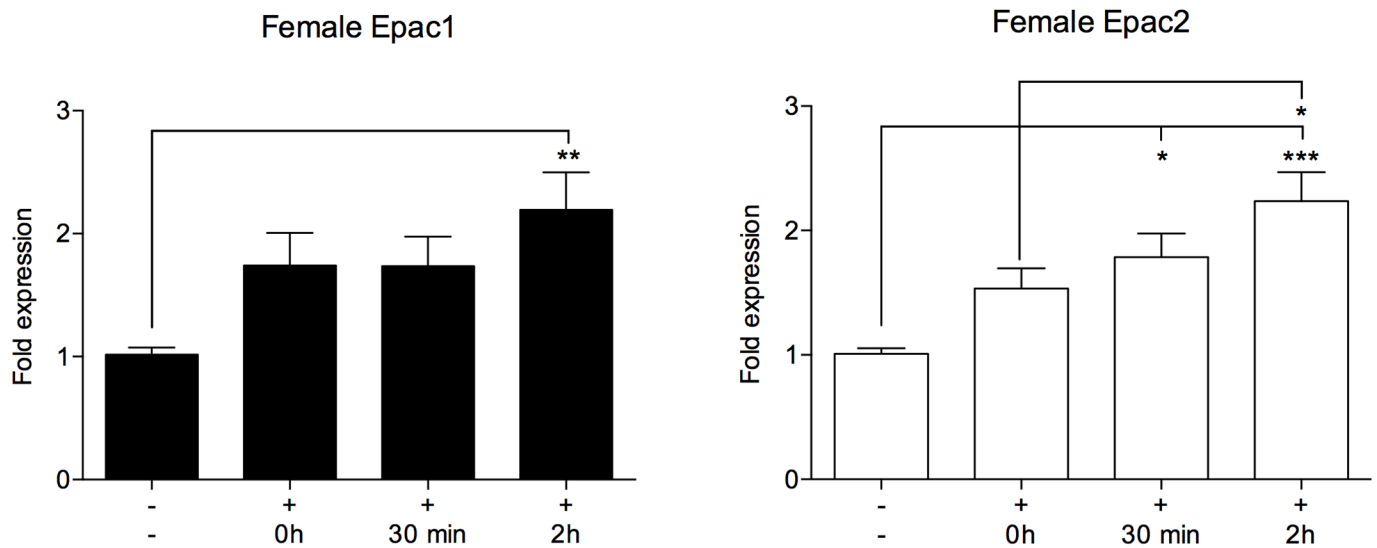 Female Epac1
Fold expression
3
2
1
0
**
- + + +
- 0h 30 min 2h
Female Epac2
Fold expression
3
2
1
0
*
* ***
- + + +
- 0h 30 min 2h